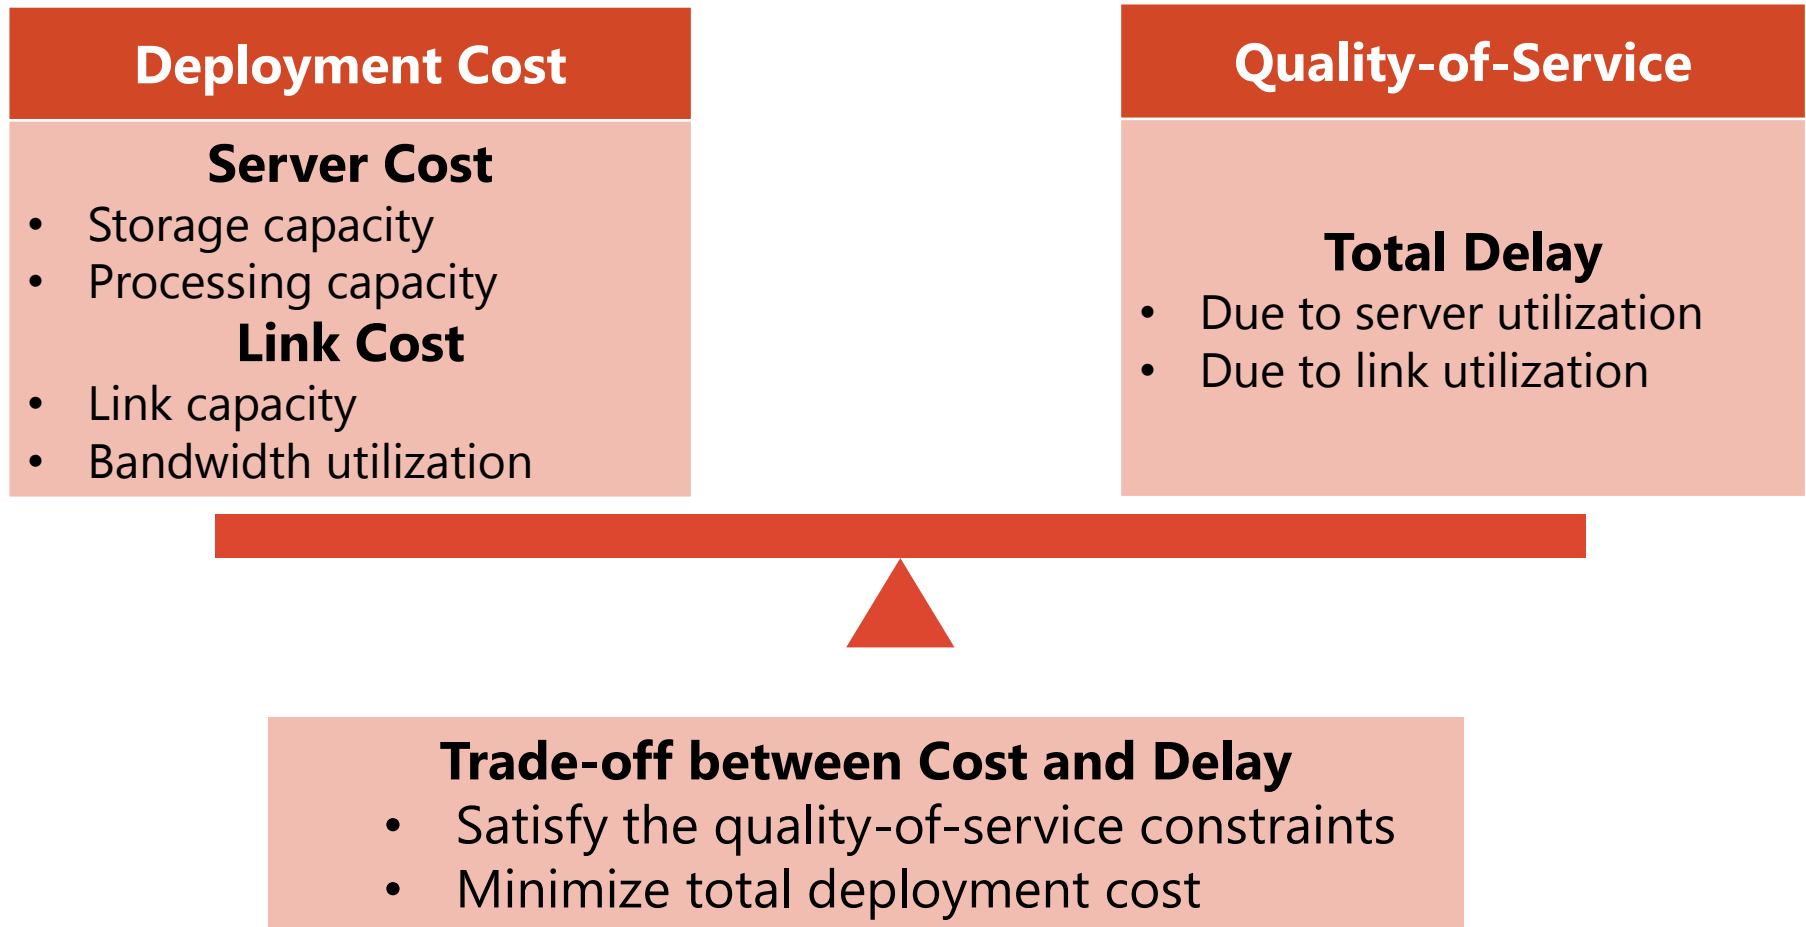 Deployment Cost
Server Cost
• Storage capacity
• Processing capacity
Link Cost
• Link capacity
• Bandwidth utilization
Quality-of-Service
Total Delay
• Due to server utilization
• Due to link utilization
Trade-off between Cost and Delay
• Satisfy the quality-of-service constraints
• Minimize total deployment cost